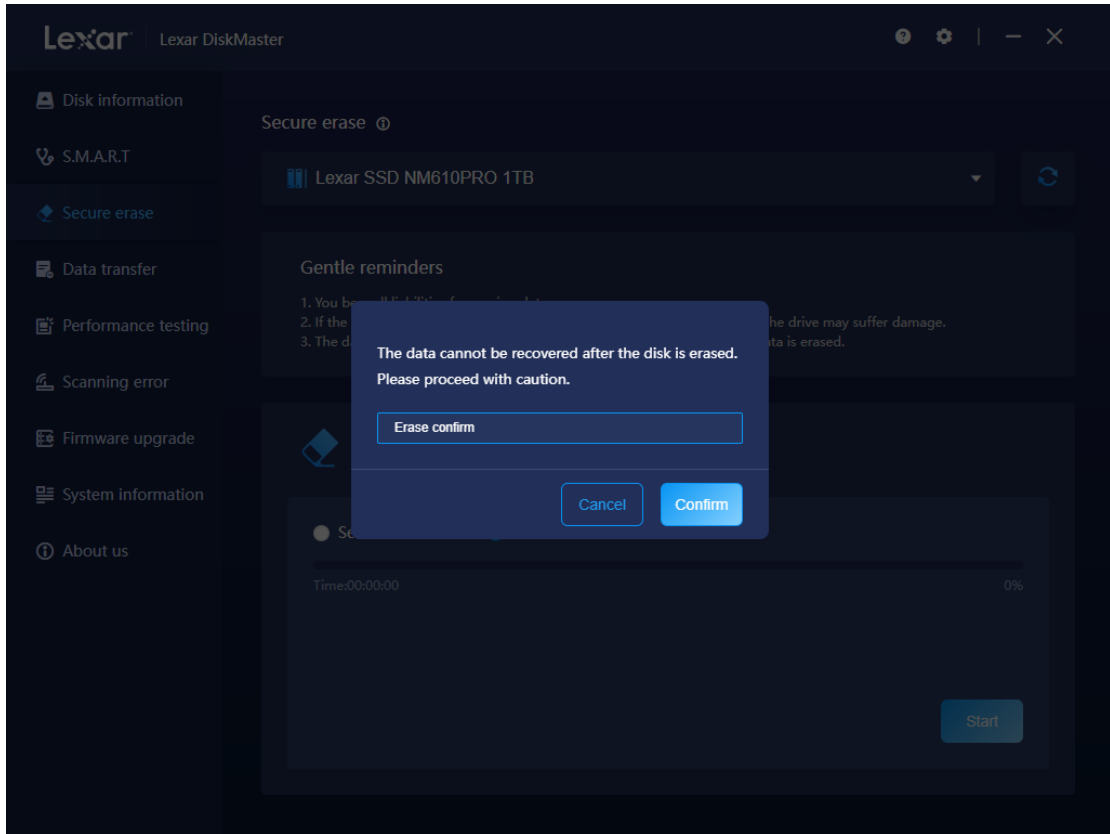 Lexar
Lexar DiskMaster
Disk information
S.M.A.R.T
Secure erase
Data transfer
Performance testing
Scanning error
Firmware upgrade
System information
About us
Secure erase
Lexar SSD NM610PRO 1TB
Gentle reminders
1. You
2. If the he drive may suffer damage.
3. The is erased.
The data cannot be recovered after the disk is erased.
Please proceed with caution.
Erase confirm
Cancel Confirm
Time:00:00:00 0%
Start